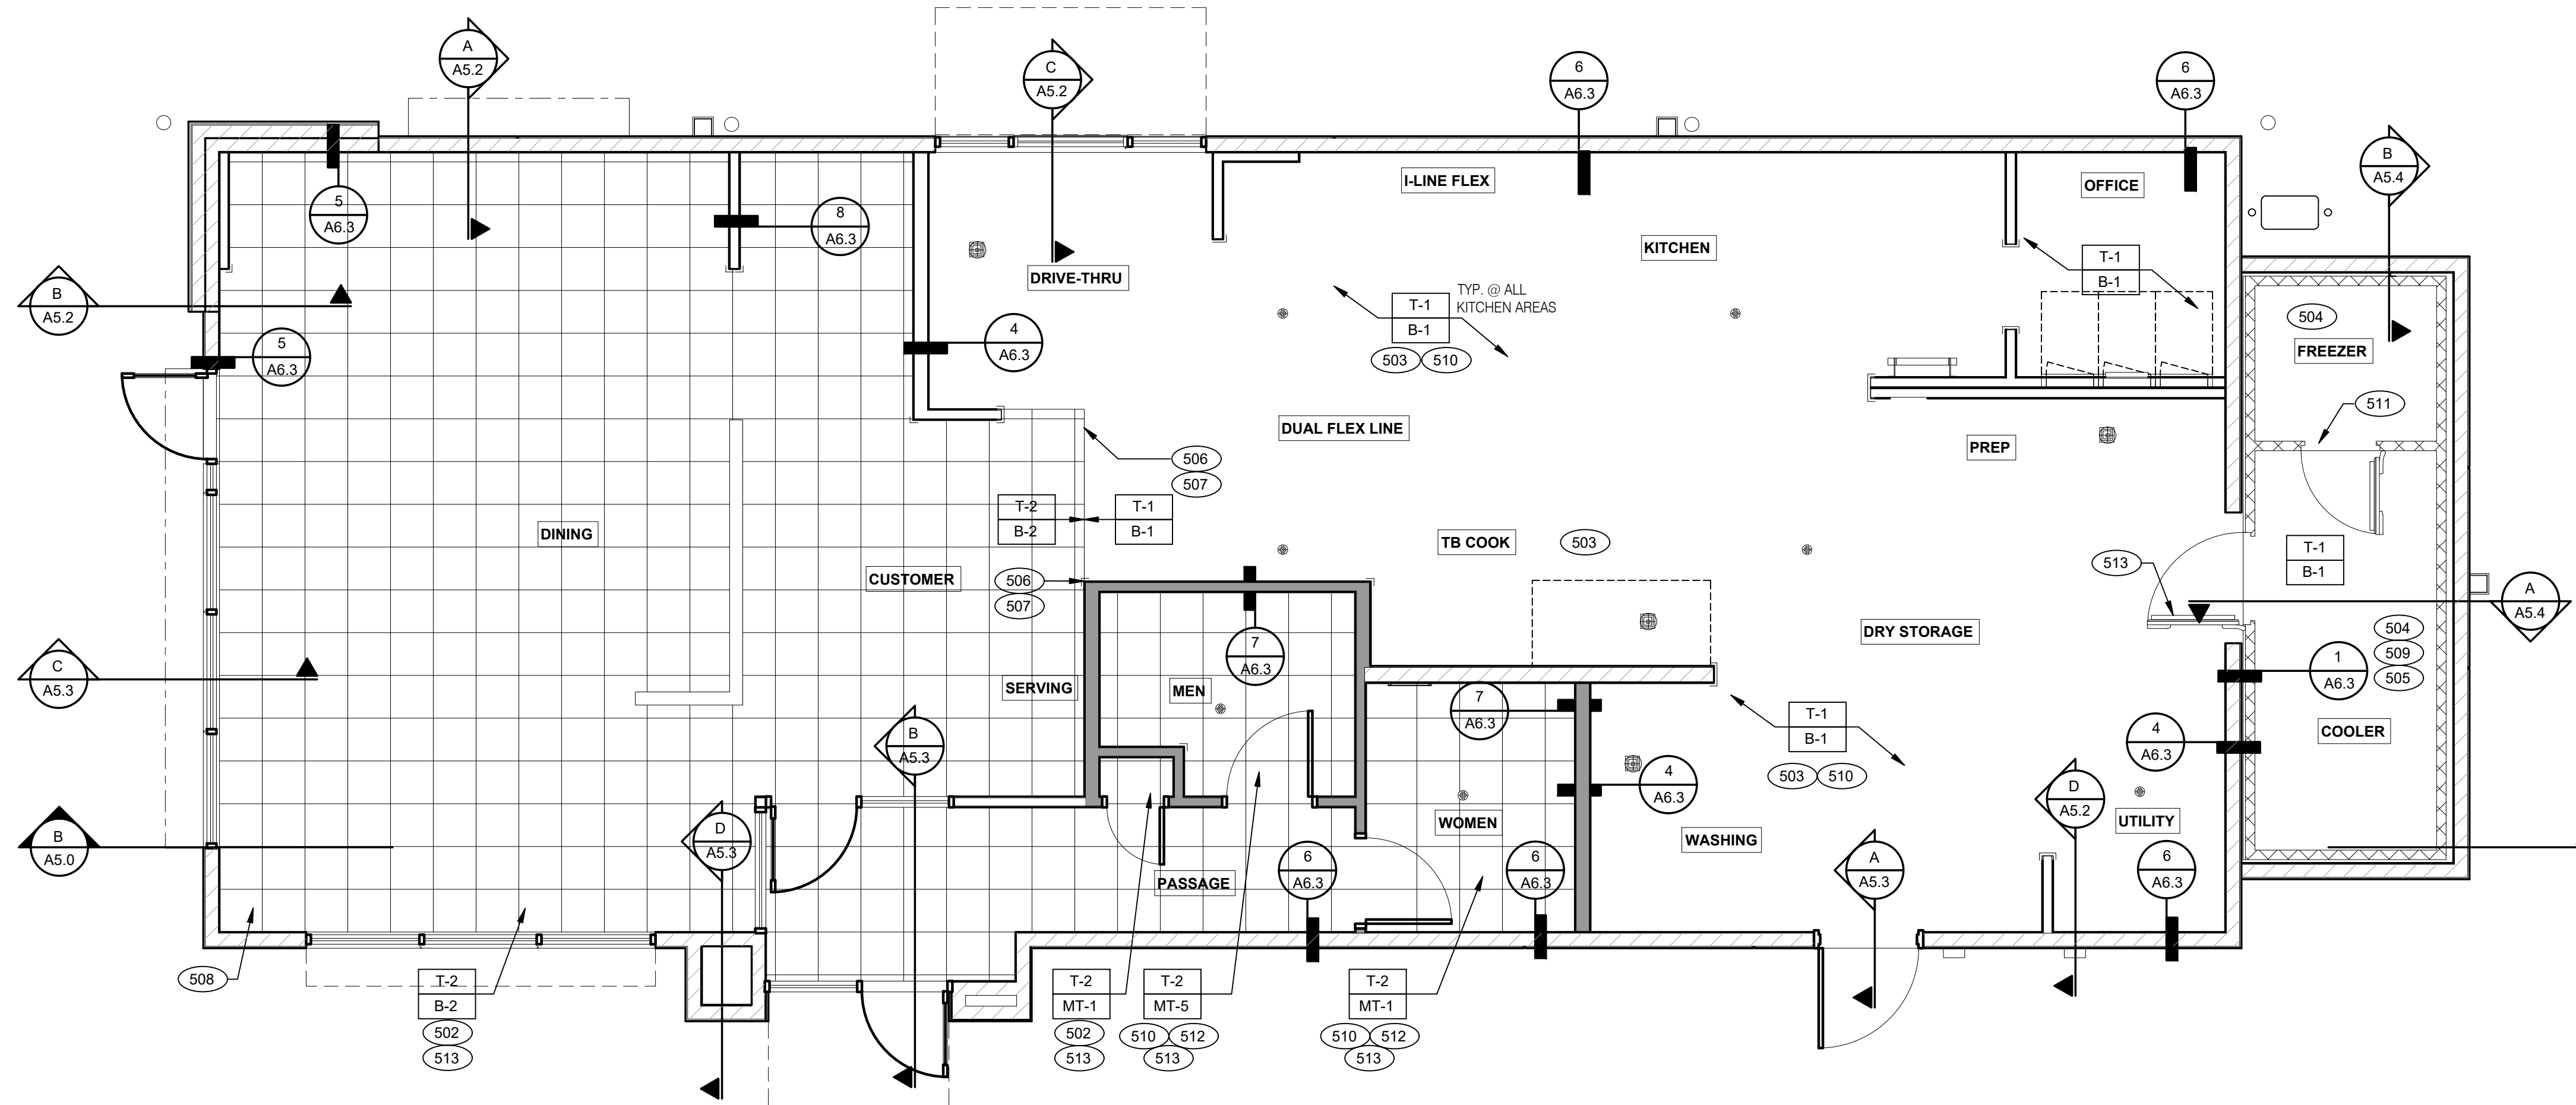 A
A5.2
C
A5.2
6
A6.3
6
A6.3
B
A5.4
5
A6.3
8
A6.3
I-LINE FLEX
OFFICE
KITCHEN
DRIVE-THRU
T-1
B-1
B
A5.2
T-1
B-1
TYP. @ ALL
KITCHEN AREAS
503
510
504
FREEZER
5
A6.3
4
A6.3
511
DUAL FLEX LINE
PREP
506
507
T-2
B-2
T-1
B-1
DINING
TB COOK
503
T-1
B-1
513
CUSTOMER
506
507
A
A5.4
DRY STORAGE
504
509
505
7
A6.3
1
A6.3
C
A5.3
SERVING
MEN
7
A6.3
T-1
B-1
503
510
4
A6.3
COOLER
B
A5.3
4
A6.3
D
A5.2
UTILITY
WOMEN
WASHING
B
A5.0
D
A5.3
PASSAGE
6
A6.3
6
A6.3
A
A5.3
6
A6.3
508
T-2
B-2
502
513
T-2
MT-1
502
513
T-2
MT-5
510
512
513
T-2
MT-1
510
512
513